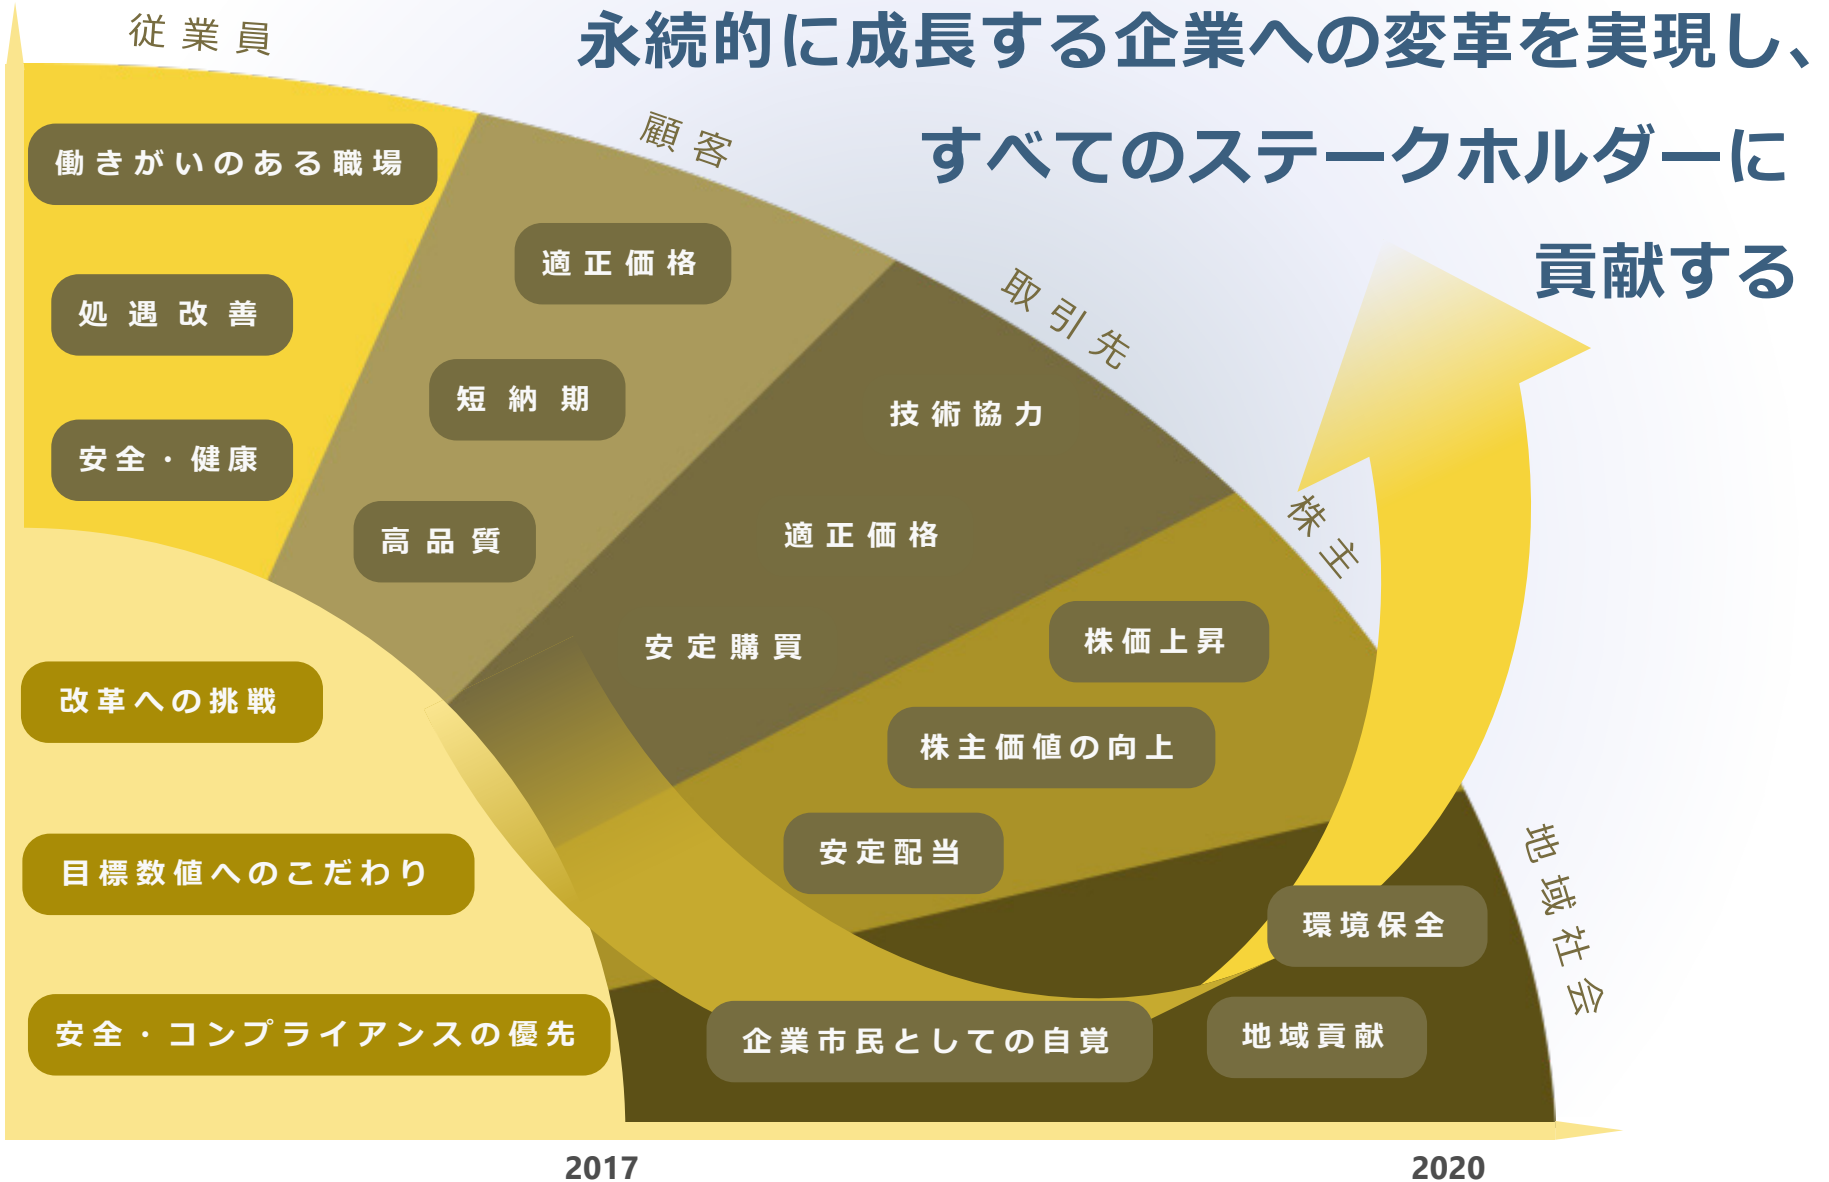 永続的に成長する企業への変革を実現し、
すべてのステークホルダーに
貢献する
従業員
働きがいのある職場
処遇改善
安全・健康
顧客
適正価格
短納期
高品質
取引先
技術協力
適正価格
安定購買
株主
株価上昇
株主価値の向上
安定配当
地域社会
環境保全
地域貢献
企業市民としての自覚
改革への挑戦
目標数値へのこだわり
安全・コンプライアンスの優先
2017
2020